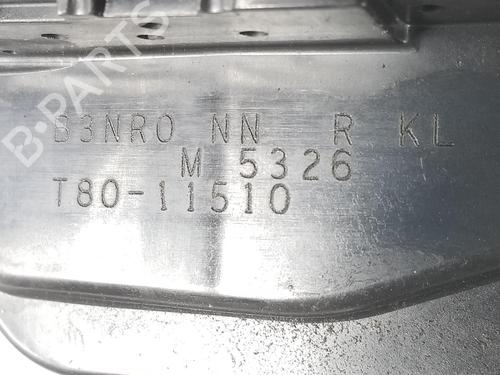 B-PARTS
B3NRO NN R KL
M 5326
T80-11510